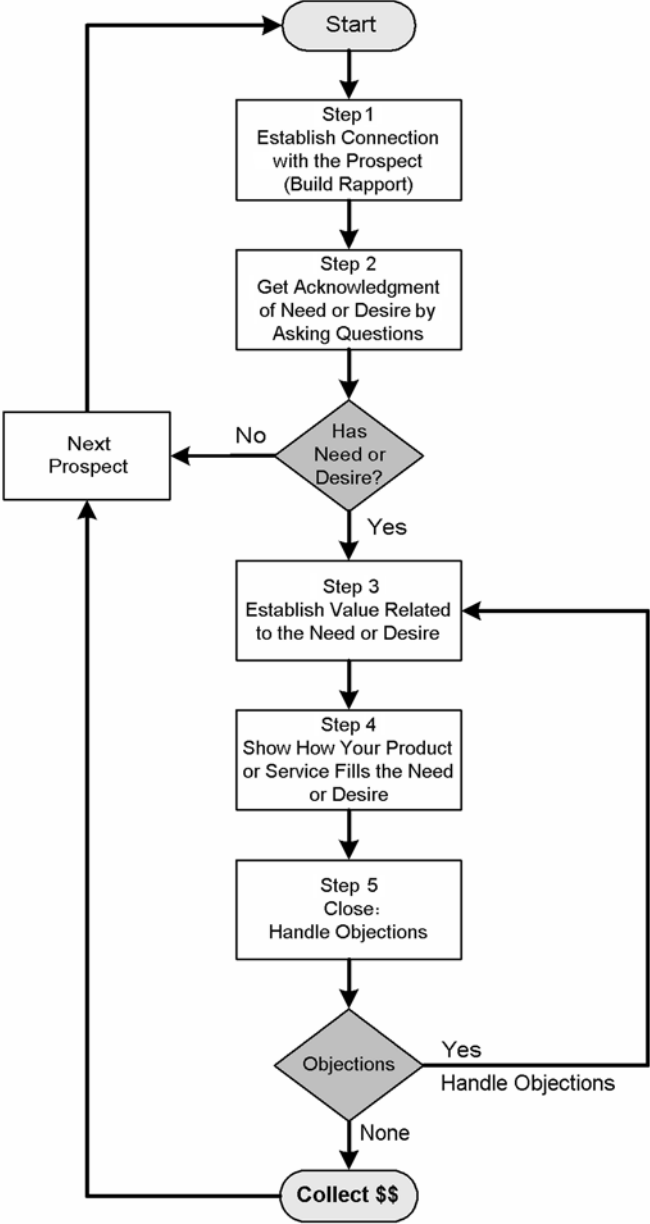 Start
Step 1
Establish Connection
with the Prospect
(Build Rapport)
Step 2
Get Acknowledgment
of Need or Desire by
Asking Questions
Has
Need or
Desire?
No
Next
Prospect
Yes
Step 3
Establish Value Related
to the Need or Desire
Step 4
Show How Your Product
or Service Fills the Need
or Desire
Step 5
Close:
Handle Objections
Objections
Yes
Handle Objections
None
Collect $$